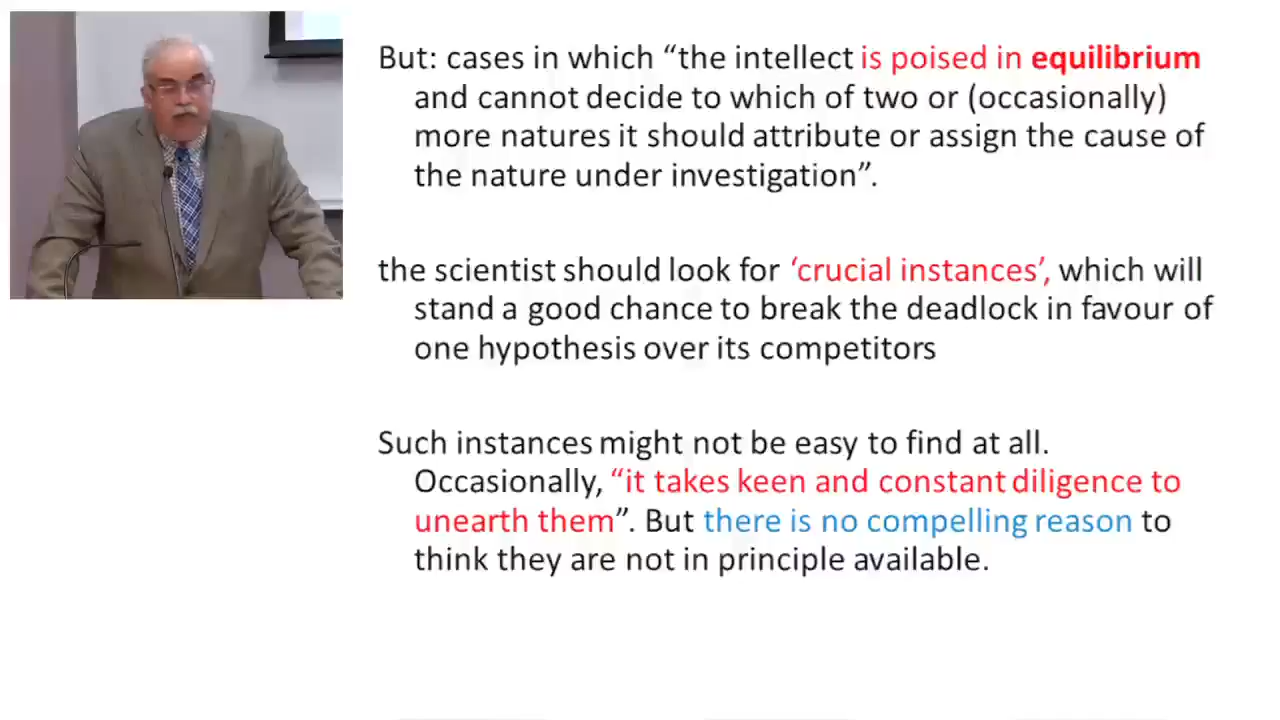 But: cases in which “the intellect is poised in equilibrium
and cannot decide to which of two or (occasionally)
more natures it should attribute or assign the cause of
the nature under investigation”.
the scientist should look for ‘crucial instances’, which will
stand a good chance to break the deadlock in favour of
one hypothesis over its competitors
Such instances might not be easy to find at all.
Occasionally, “it takes keen and constant diligence to
unearth them”. But there is no compelling reason to
think they are not in principle available.